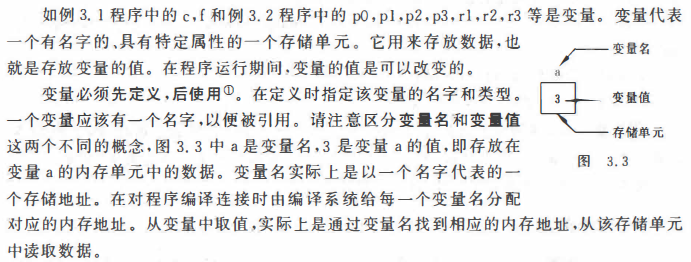 如例 3.1 程序中的 c,f 和例 3.2 程序中的 p0,p1,p2,p3,r1,r2,r3 等是变量。变量代表
一个有名字的、具有特定属性的一个存储单元。它用来存放数据,也
就是存放变量的值。在程序运行期间,变量的值是可以改变的。
变量必须先定义,后使用①。在定义时指定该变量的名字和类型。
一个变量应该有一个名字,以便被引用。请注意区分变量名和变量值
这两个不同的概念,图 3.3 中 a 是变量名,3 是变量 a 的值,即存放在
变量 a 的内存单元中的数据。变量名实际上是以一个名字代表的一
个存储地址。在对程序编译连接时由编译系统给每一个变量名分配
对应的内存地址。从变量中取值,实际上是通过变量名找到相应的内存地址,从该存储单元
中读取数据。
变量名
a
3
变量值
存储单元
图 3.3